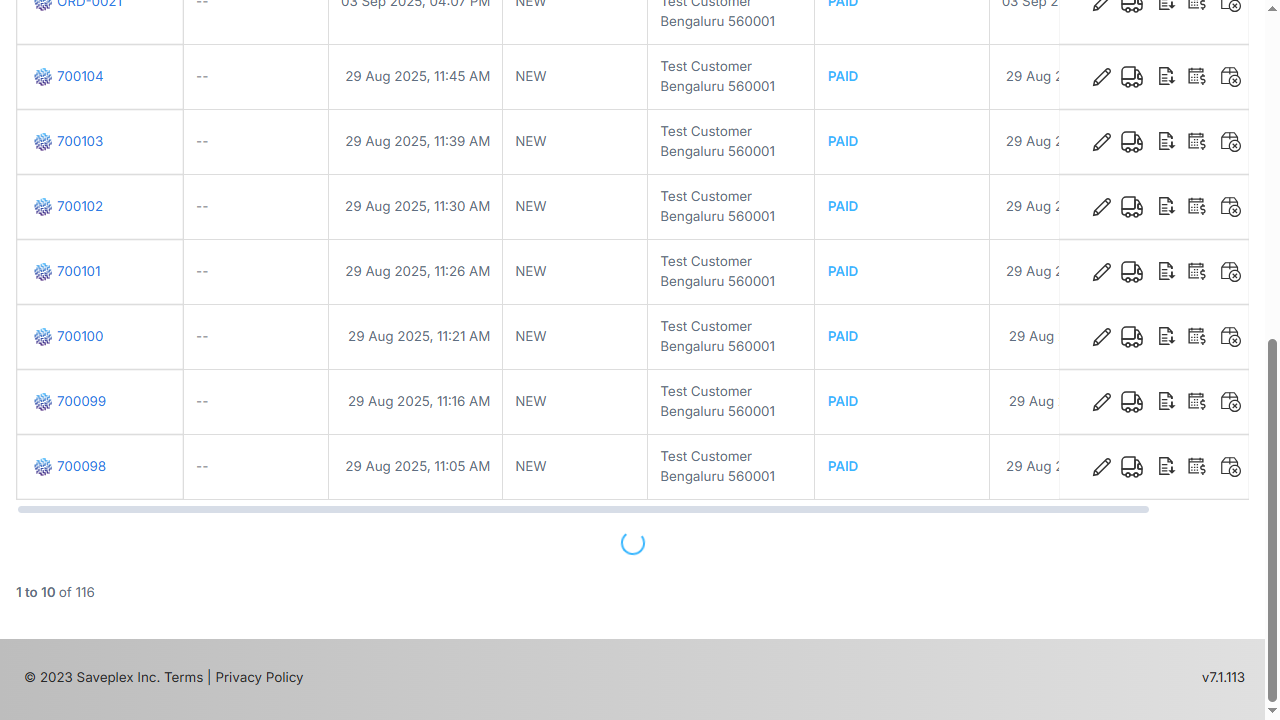 ORD-0021 -- 03 Sep 2025, 04:07 PM NEW Test Customer PAID 03 Sep 2
Bengaluru 560001
700104 -- 29 Aug 2025, 11:45 AM NEW Test Customer PAID 29 Aug 2
Bengaluru 560001
700103 -- 29 Aug 2025, 11:39 AM NEW Test Customer PAID 29 Aug 2
Bengaluru 560001
700102 -- 29 Aug 2025, 11:30 AM NEW Test Customer PAID 29 Aug 2
Bengaluru 560001
700101 -- 29 Aug 2025, 11:26 AM NEW Test Customer PAID 29 Aug 2
Bengaluru 560001
700100 -- 29 Aug 2025, 11:21 AM NEW Test Customer PAID 29 Aug
Bengaluru 560001
700099 -- 29 Aug 2025, 11:16 AM NEW Test Customer PAID 29 Aug
Bengaluru 560001
700098 -- 29 Aug 2025, 11:05 AM NEW Test Customer PAID 29 Aug 2
Bengaluru 560001
1 to 10 of 116
© 2023 Saveplex Inc. Terms | Privacy Policy v7.1.113